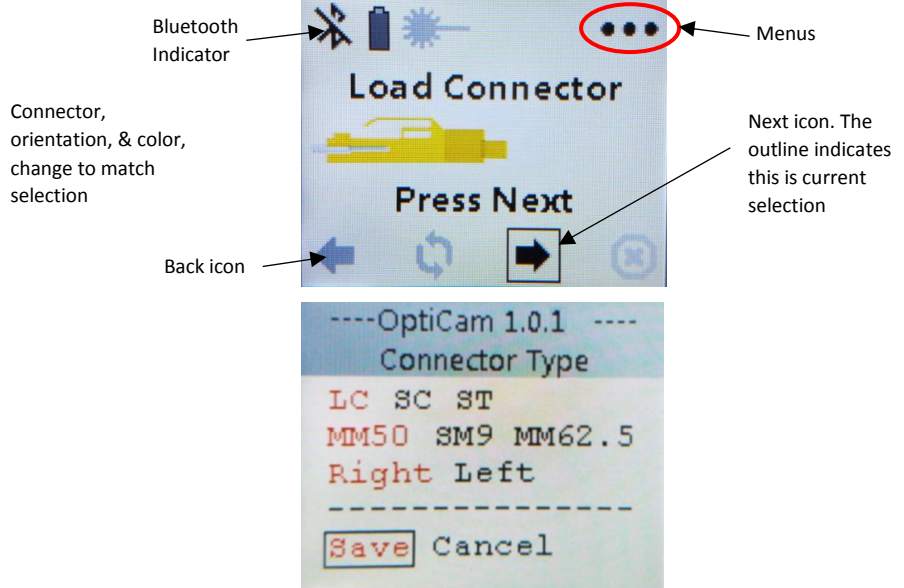 Bluetooth
Indicator
Menus
Load Connector
Connector,
orientation, & color,
change to match
selection
Next icon. The
outline indicates
this is current
selection
Press Next
Back icon
----OptiCam 1.0.1 ----
Connector Type
LC SC ST
MM50 SM9 MM62.5
Right Left
---------------
Save Cancel